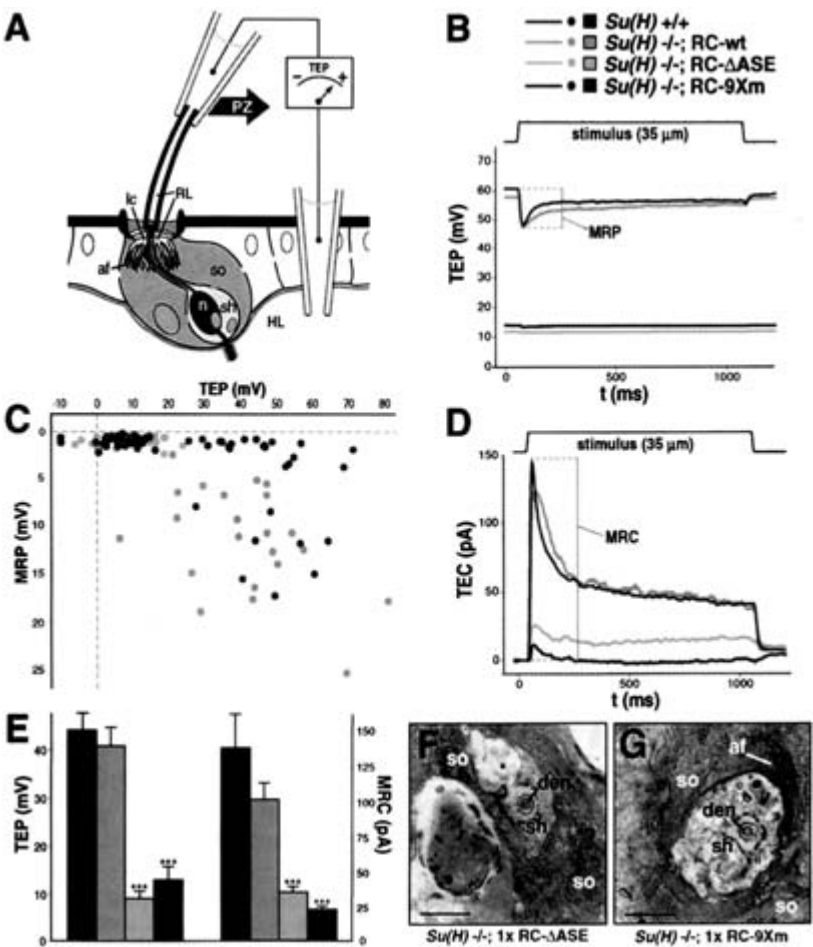 A
TEP
- +
PZ
lc
RL
af
so
n
sh
HL
B
Su(H) +/+
Su(H) -/-; RC-wt
Su(H) -/-; RC-ΔASE
Su(H) -/-; RC-9Xm
stimulus (35 μm)
TEP (mV)
70
60
50
40
30
20
10
0
MRP
0 500 1000
t (ms)
C
TEP (mV)
-10 0 10 20 30 40 50 60 70 80
MRP (mV)
0
5
10
15
20
25
D
stimulus (35 μm)
TEC (pA)
150
100
50
0
MRC
0 500 1000
t (ms)
E
TEP (mV)
40
30
20
10
0
*** *** *** ***
MRC (pA)
150
125
100
75
50
25
0
F
so
den
sh
so
Su(H) -/-; 1x RC-ΔASE
G
af
so
den
sh
so
Su(H) -/-; 1x RC-9Xm